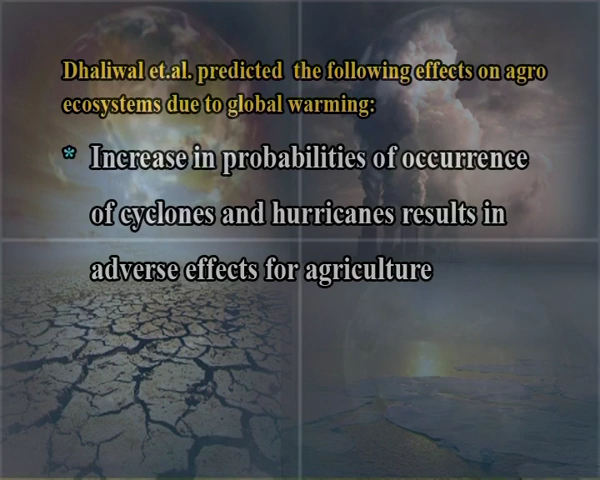 Dhaliwal et.al. predicted the following effects on agro
ecosystems due to global warming:
* Increase in probabilities of occurrence
of cyclones and hurricanes results in
adverse effects for agriculture